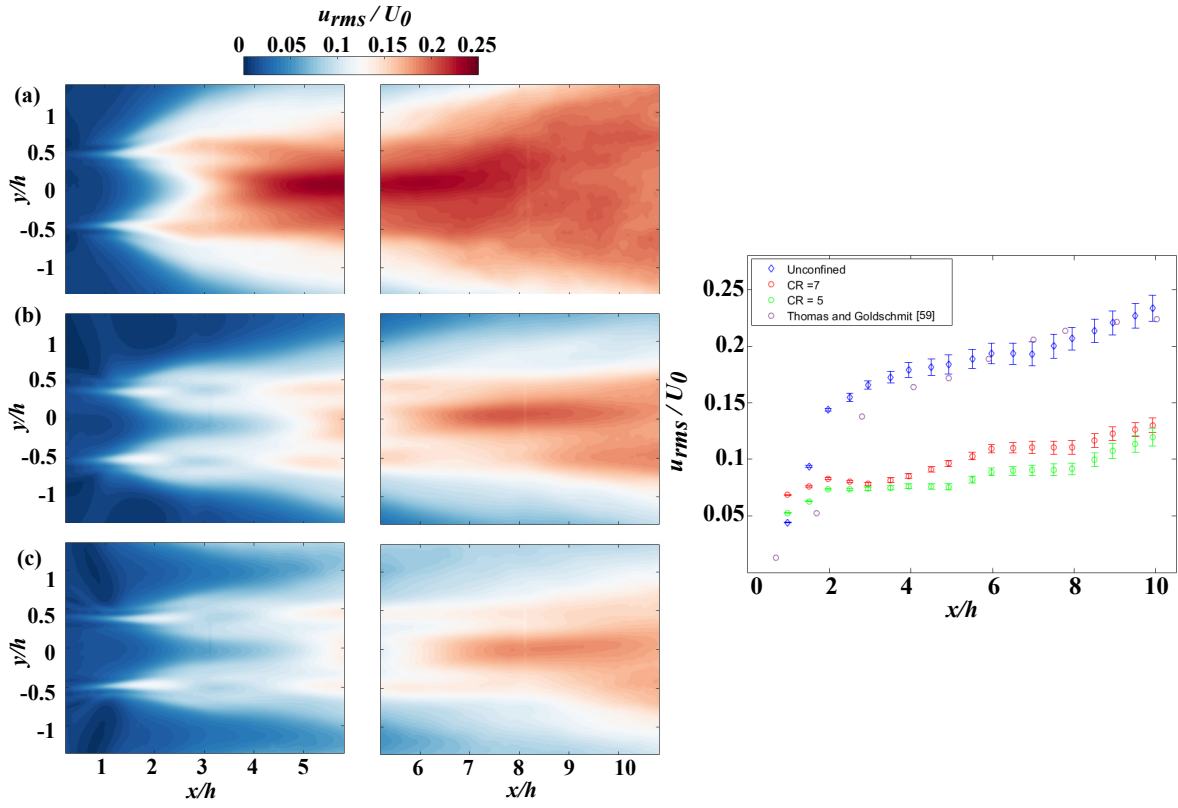 u_rms / U_0
0 0.05 0.1 0.15 0.2 0.25
(a)
1
0.5
0
-0.5
-1
y/h
(b)
1
0.5
0
-0.5
-1
y/h
(c)
1
0.5
0
-0.5
-1
y/h
1 2 3 4 5
x/h
6 7 8 9 10
x/h
Unconfined
CR =7
CR = 5
Thomas and Goldschmit [59]
0.25
0.2
0.15
0.1
0.05
u_rms / U_0
0 2 4 6 8 10
x/h